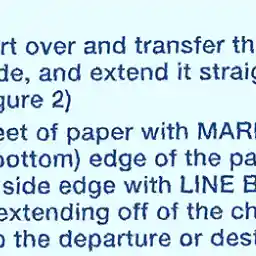 rt over and transfer th
de, and extend it straig
gure 2)
eet of paper with MAR
bottom) edge of the pa
side edge with LINE B
extending off of the ch
the departure or dest